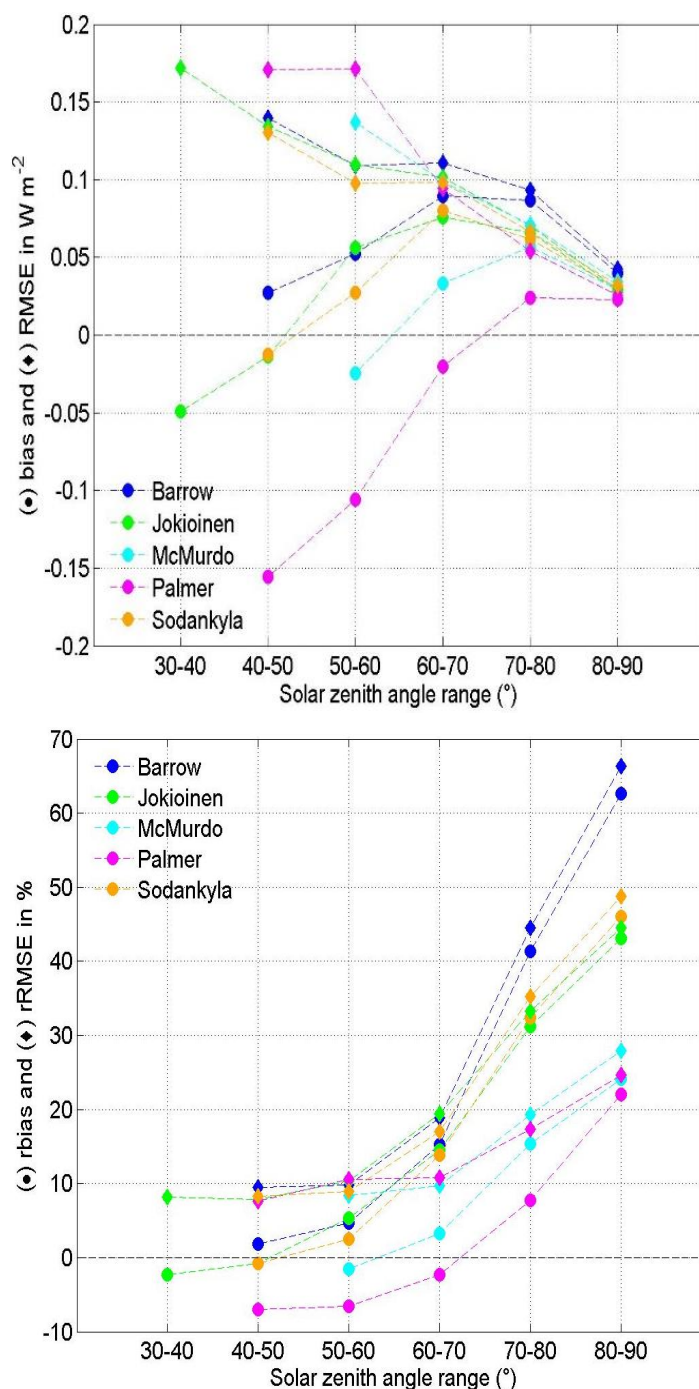 0.2
0.15
0.1
0.05
0
-0.05
-0.1
-0.15
-0.2
(●) bias and (◆) RMSE in W m⁻²
Barrow
Jokioinen
McMurdo
Palmer
Sodankyla
30-40 40-50 50-60 60-70 70-80 80-90
Solar zenith angle range (°)
70
60
50
40
30
20
10
0
-10
(●) rbias and (◆) rRMSE in %
Barrow
Jokioinen
McMurdo
Palmer
Sodankyla
30-40 40-50 50-60 60-70 70-80 80-90
Solar zenith angle range (°)